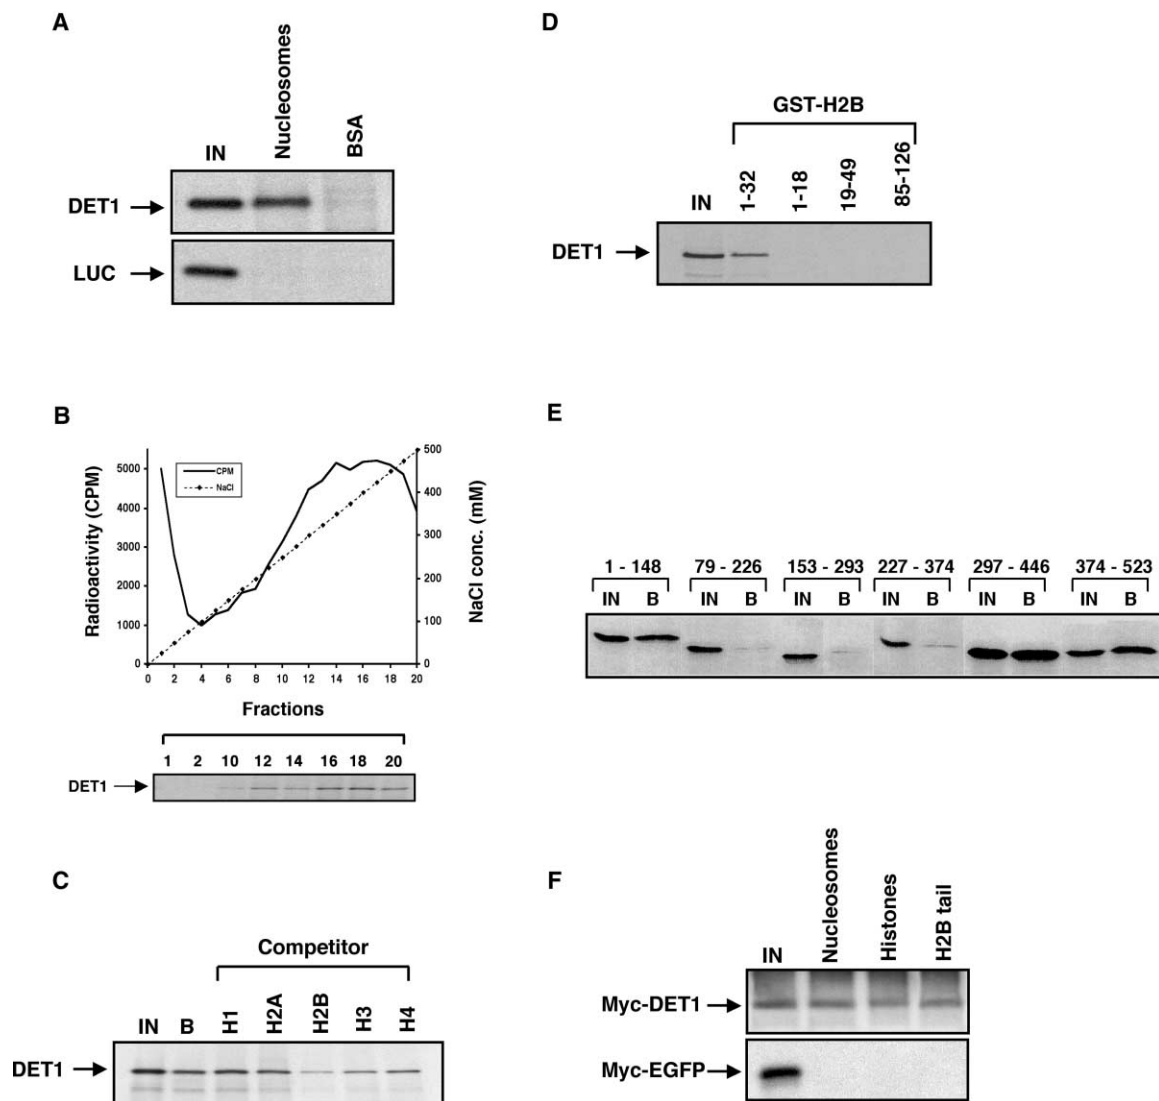 A
IN
Nucleosomes
BSA
DET1
LUC
B
Radioactivity (CPM)
5000
4000
3000
2000
1000
0
CPM
NaCl
500
400
300
200
100
0
NaCl conc. (mM)
0 2 4 6 8 10 12 14 16 18 20
Fractions
1 2 10 12 14 16 18 20
DET1
C
Competitor
IN B H1 H2A H2B H3 H4
DET1
D
GST-H2B
IN 1-32 1-18 19-49 85-126
DET1
E
1 - 148 79 - 226 153 - 293 227 - 374 297 - 446 374 - 523
IN B IN B IN B IN B IN B IN B
F
IN
Nucleosomes
Histones
H2B tail
Myc-DET1
Myc-EGFP